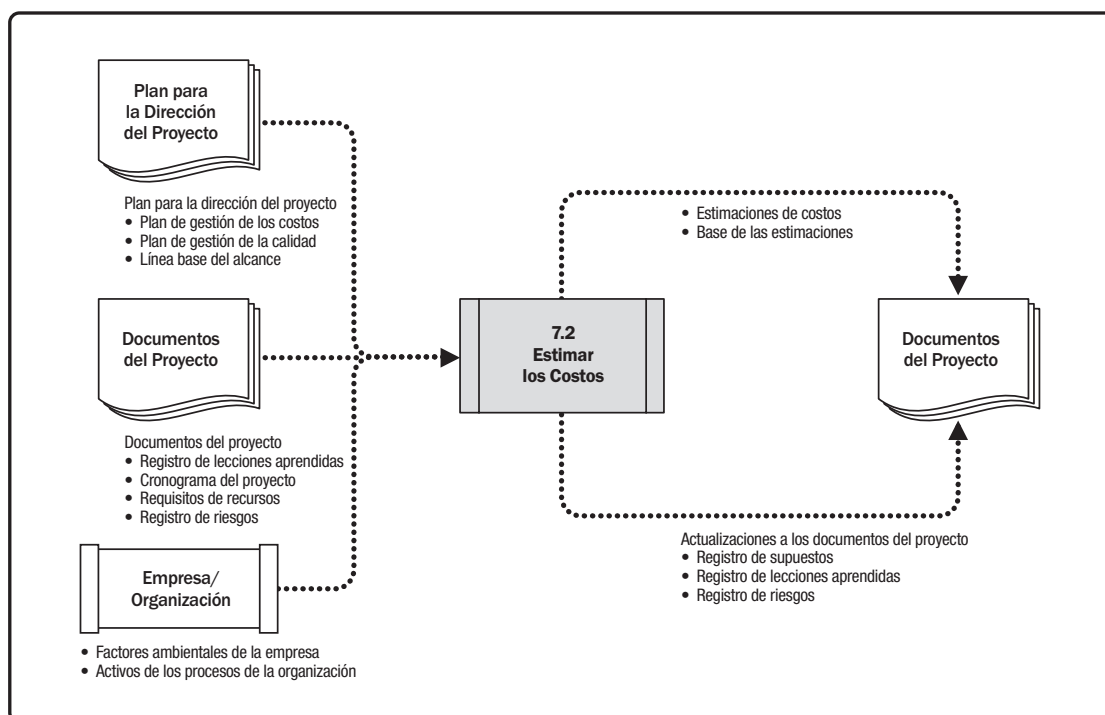 Plan para
la Dirección
del Proyecto
Plan para la dirección del proyecto
• Plan de gestión de los costos
• Plan de gestión de la calidad
• Línea base del alcance
Documentos
del Proyecto
Documentos del proyecto
• Registro de lecciones aprendidas
• Cronograma del proyecto
• Requisitos de recursos
• Registro de riesgos
Empresa/
Organización
• Factores ambientales de la empresa
• Activos de los procesos de la organización
7.2
Estimar
los Costos
• Estimaciones de costos
• Base de las estimaciones
Documentos
del Proyecto
Actualizaciones a los documentos del proyecto
• Registro de supuestos
• Registro de lecciones aprendidas
• Registro de riesgos